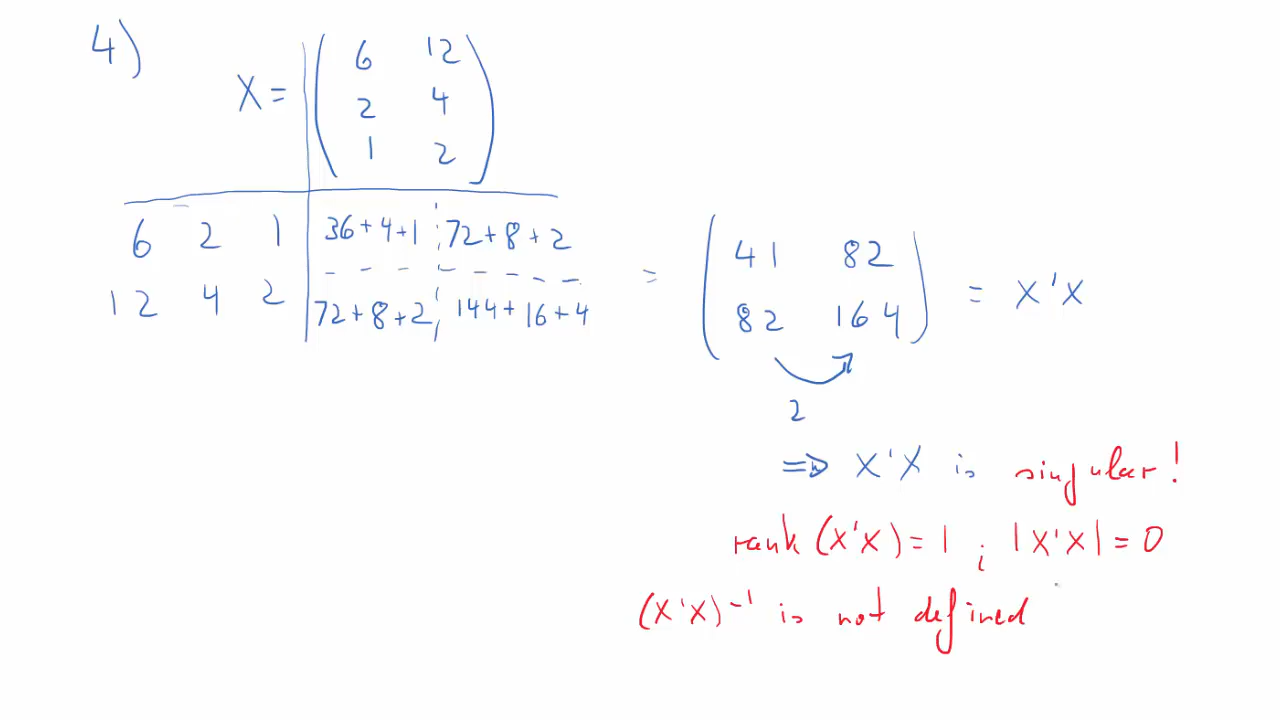 4)
X = ( 6 12
2 4
1 2 )
6 2 1 36+4+1 72+8+2
12 4 2 72+8+2 144+16+4
= ( 41 82
82 164 ) = X'X
2
=> X'X is singular!
rank (X'X) = 1 ; |X'X| = 0
(X'X)-1 is not defined